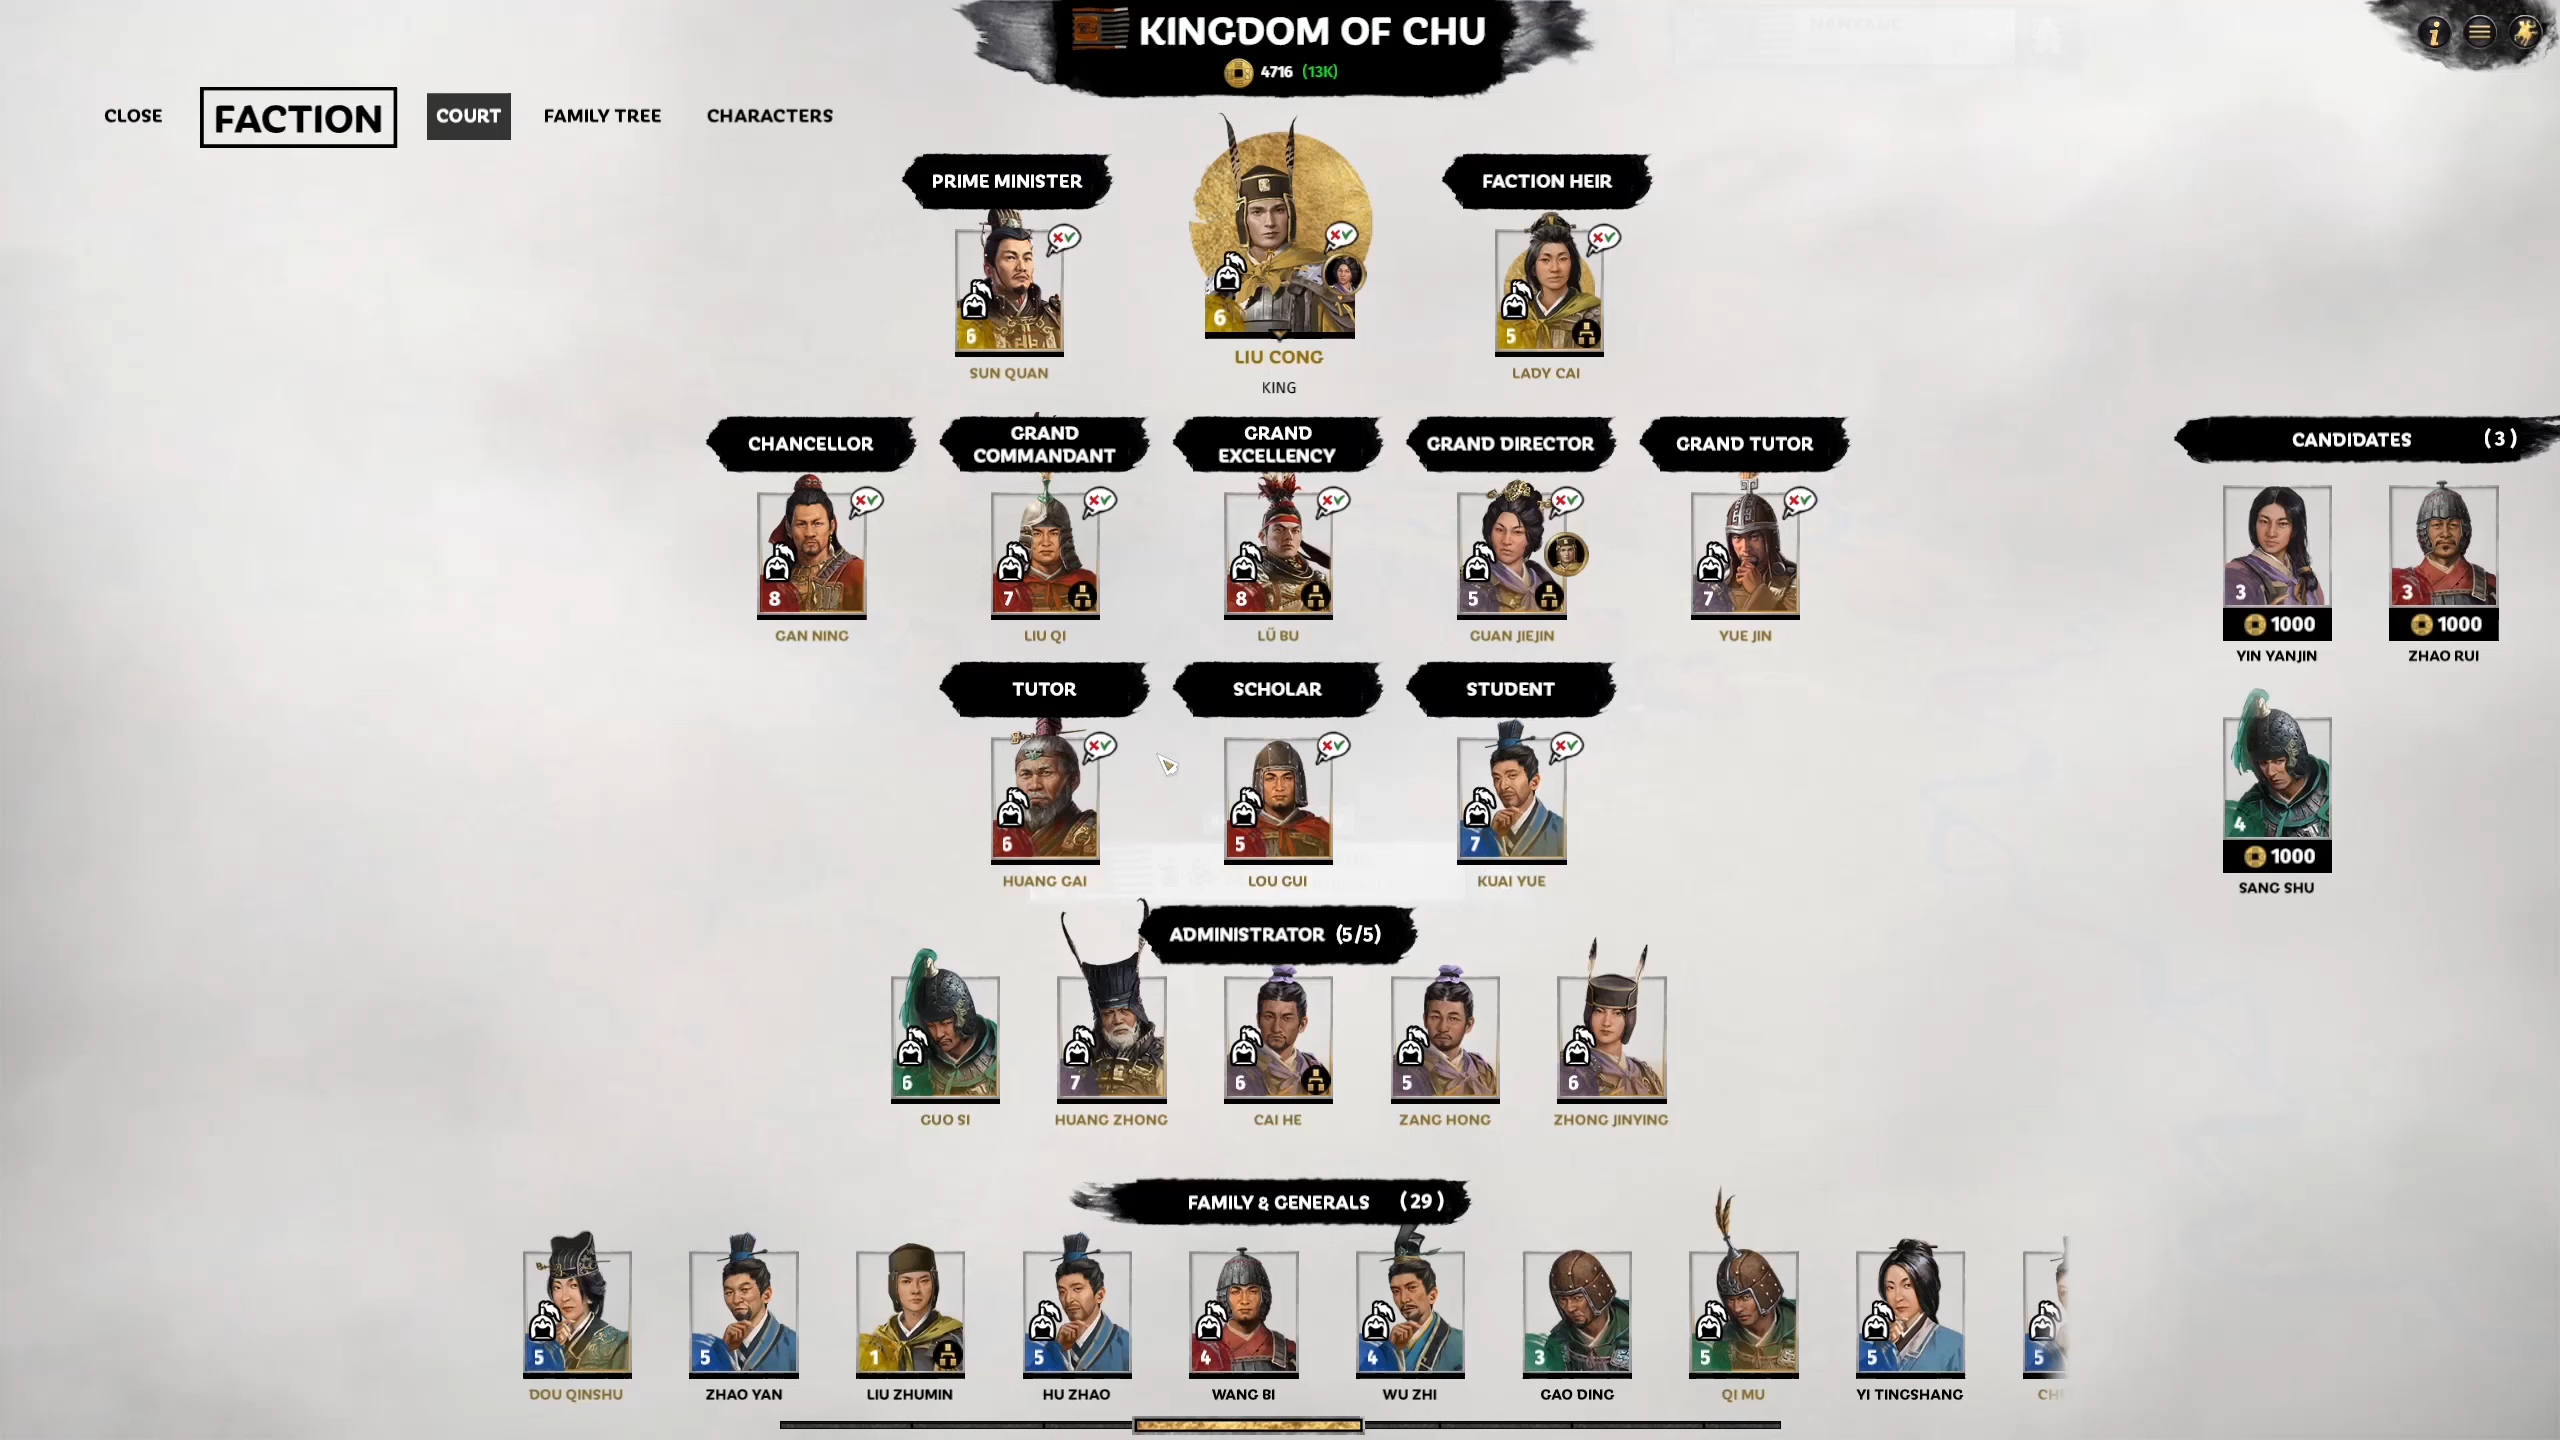 KINGDOM OF CHU
4716 (13K)
CLOSE FACTION COURT FAMILY TREE CHARACTERS
PRIME MINISTER
FACTION HEIR
6
6
5
SUN QUAN
LIU CONG
LADY CAI
KING
CHANCELLOR
GRAND
COMMANDANT
GRAND
EXCELLENCY
GRAND DIRECTOR
GRAND TUTOR
8
7
8
5
7
GAN NING
LIU QI
LÜ BU
GUAN JIEJIN
YUE JIN
CANDIDATES (3)
3
3
1000
1000
YIN YANJIN
ZHAO RUI
4
1000
SANG SHU
TUTOR
SCHOLAR
STUDENT
6
5
7
HUANG GAI
LOU GUI
KUAI YUE
ADMINISTRATOR (5/5)
6
7
6
5
6
GUO SI
HUANG ZHONG
CAI HE
ZANG HONG
ZHONG JINYING
FAMILY & GENERALS (29)
5
5
1
5
4
4
3
5
5
5
DOU QINSHU
ZHAO YAN
LIU ZHUMIN
HU ZHAO
WANG BI
WU ZHI
GAO DING
QI MU
YI TINGSHANG